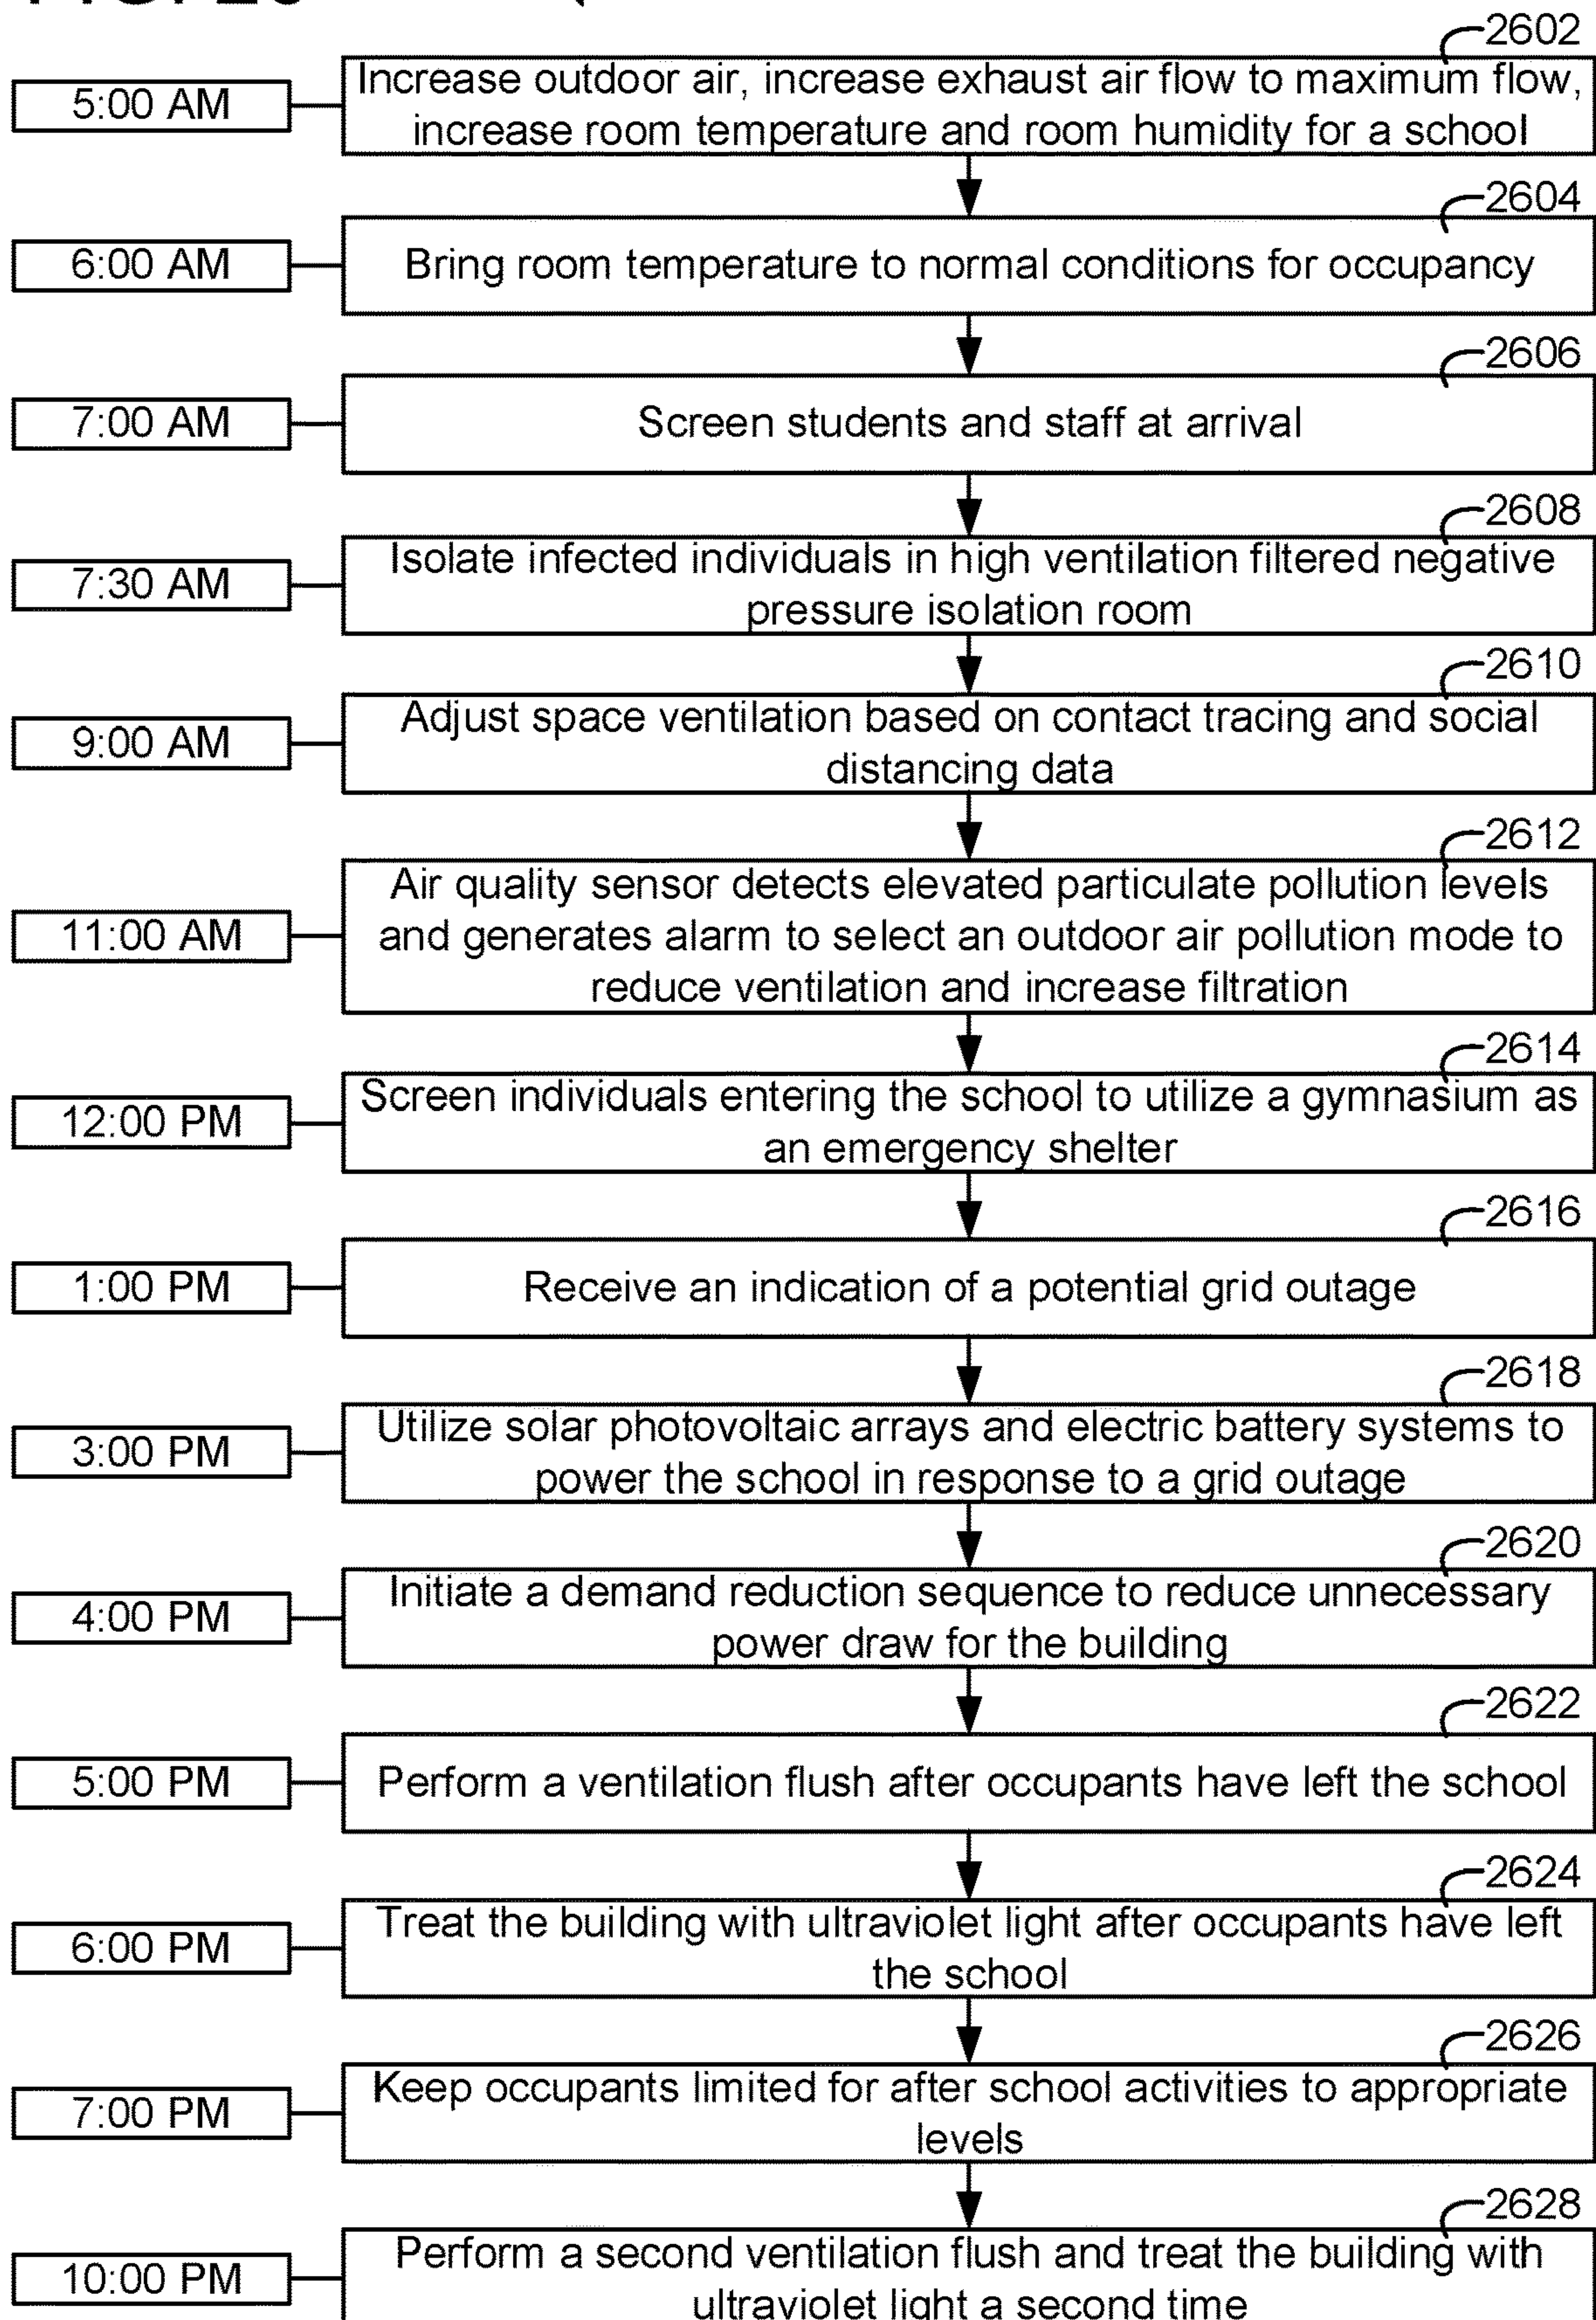 2602
5:00 AM
Increase outdoor air, increase exhaust air flow to maximum flow,
increase room temperature and room humidity for a school
2604
6:00 AM
Bring room temperature to normal conditions for occupancy
2606
7:00 AM
Screen students and staff at arrival
2608
7:30 AM
Isolate infected individuals in high ventilation filtered negative
pressure isolation room
2610
9:00 AM
Adjust space ventilation based on contact tracing and social
distancing data
2612
11:00 AM
Air quality sensor detects elevated particulate pollution levels
and generates alarm to select an outdoor air pollution mode to
reduce ventilation and increase filtration
2614
12:00 PM
Screen individuals entering the school to utilize a gymnasium as
an emergency shelter
2616
1:00 PM
Receive an indication of a potential grid outage
2618
3:00 PM
Utilize solar photovoltaic arrays and electric battery systems to
power the school in response to a grid outage
2620
4:00 PM
Initiate a demand reduction sequence to reduce unnecessary
power draw for the building
2622
5:00 PM
Perform a ventilation flush after occupants have left the school
2624
6:00 PM
Treat the building with ultraviolet light after occupants have left
the school
2626
7:00 PM
Keep occupants limited for after school activities to appropriate
levels
2628
10:00 PM
Perform a second ventilation flush and treat the building with
ultraviolet light a second time